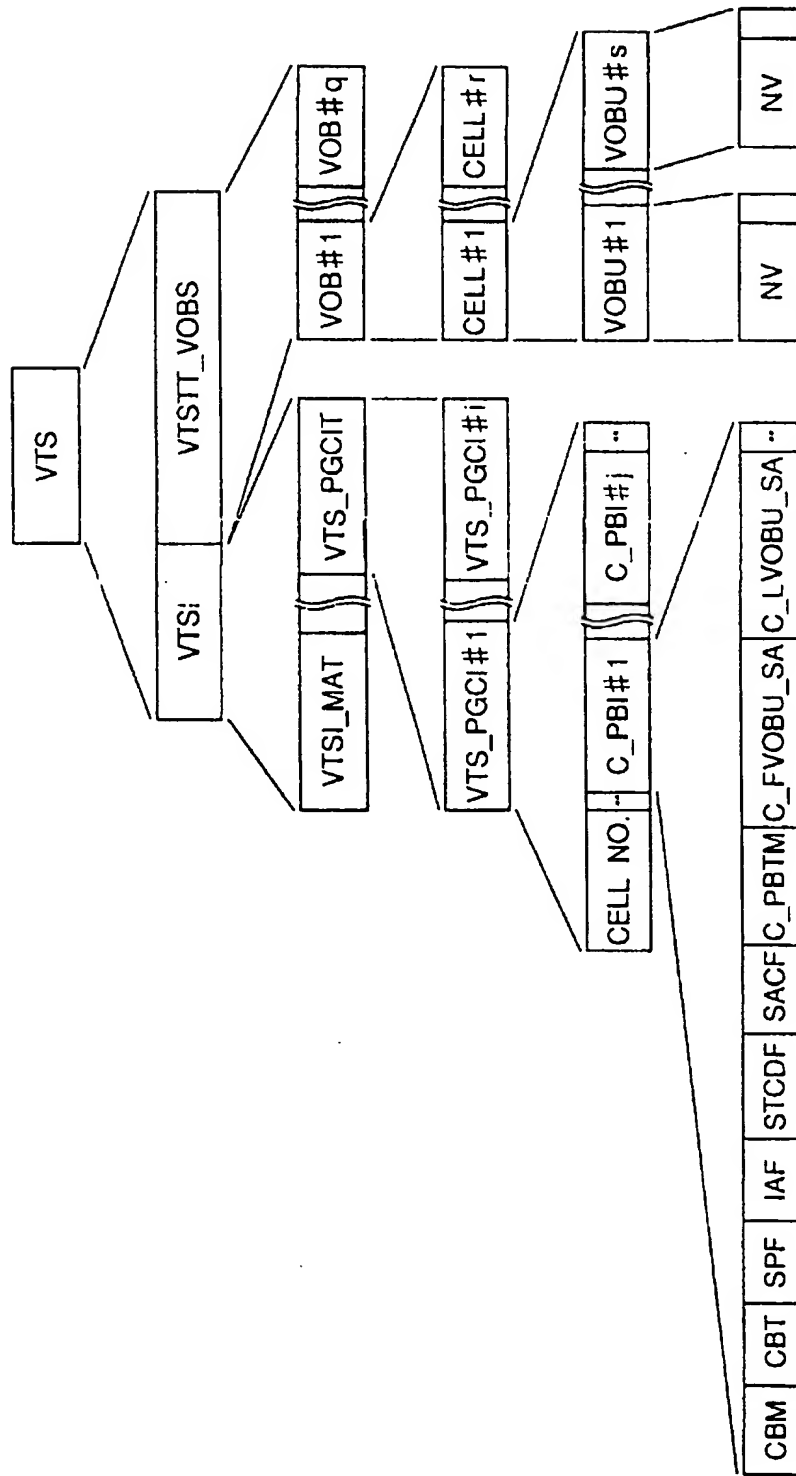 VTS
VTSI VTSTT_VOBS
VTSI_MAT VTS_PGCIT VOB#1 VOB#q
VTS_PGCI#1 VTS_PGCI#i CELL#1 CELL#r
CELL NO. ·· C_PBI#1 C_PBI#j ·· VOBU#1 VOBU#s
CBM CBT SPF IAF STCDF SACF C_PBTM C_FVOBU_SA C_LVOBU_SA ·· NV NV